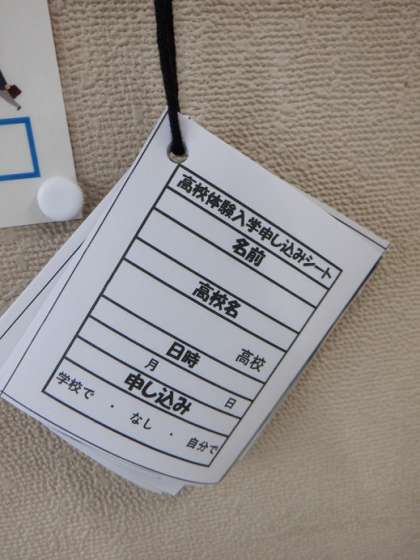 高校体験入学申し込みシート
名前
高校名
高校
日時
月 日
申し込み
学校で ・ なし ・ 自分で